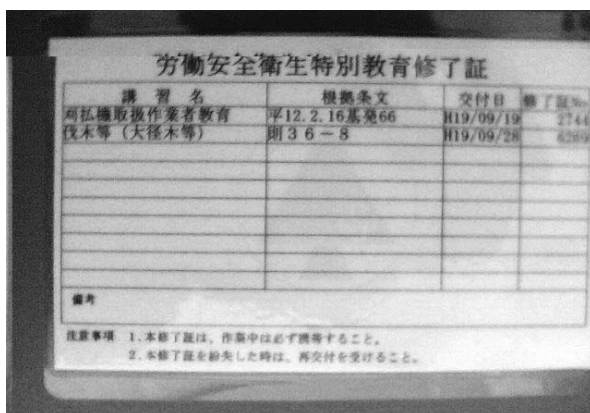 労働安全衛生特別教育修了証
講習名 根拠条文 交付日 修了証No.
刈払機取扱作業者教育 平12.2.16基発66 H19/09/19 2744
伐木等（大径木等） 則36－8 H19/09/28 6289
備考
注意事項 1.本修了証は、作業中は必ず携帯すること。
2.本修了証を紛失した時は、再交付を受けること。